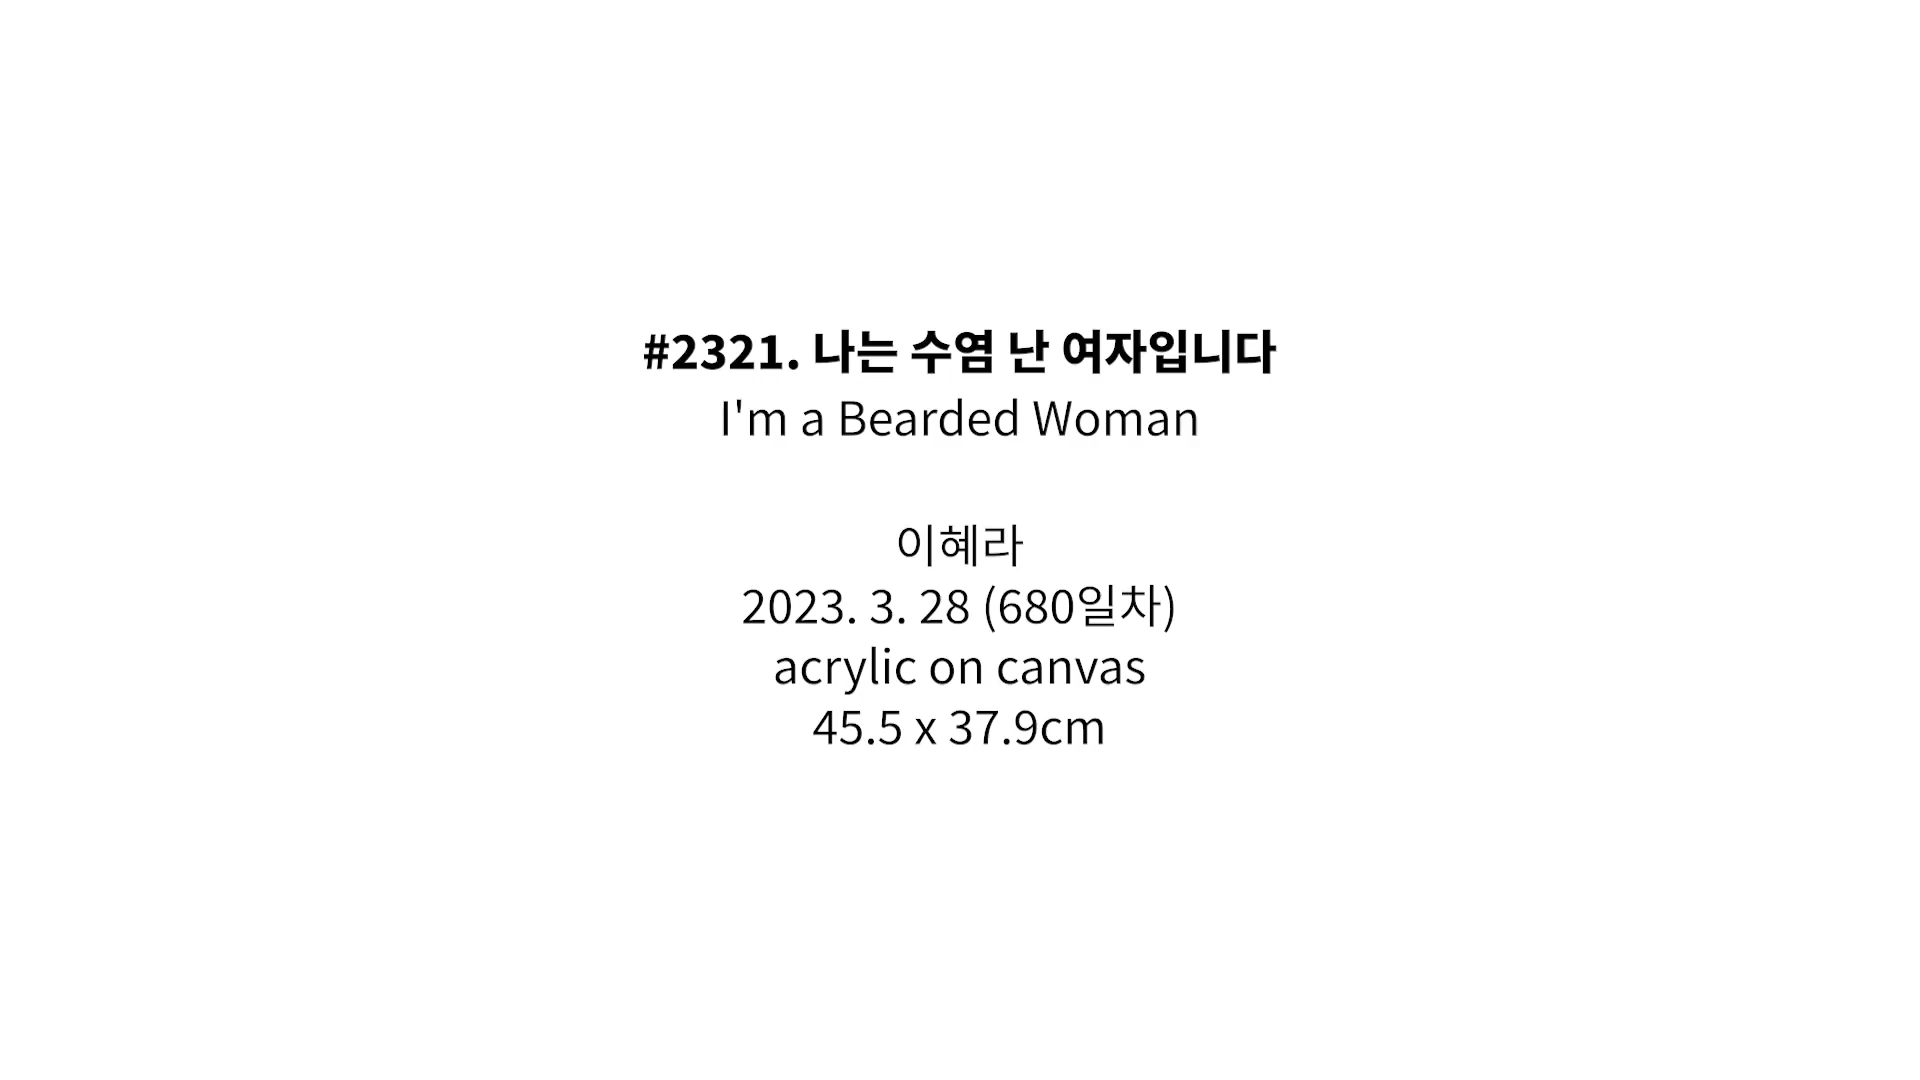 #2321. 나는 수염 난 여자입니다
I'm a Bearded Woman
이혜라
2023. 3. 28 (680일차)
acrylic on canvas
45.5 x 37.9cm